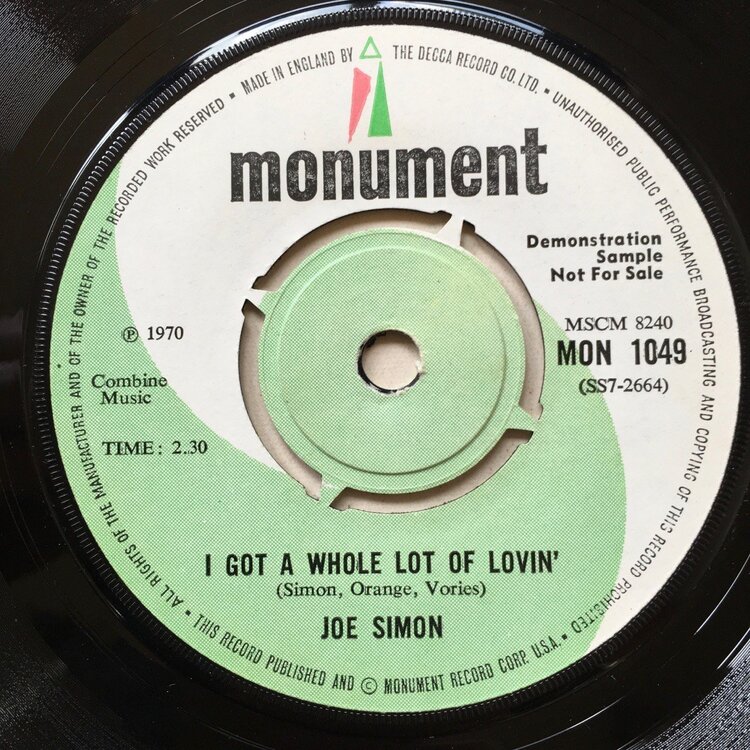 ALL RIGHTS OF THE MANUFACTURER AND OF THE OWNER OF THE RECORDED WORK RESERVED ▪ MADE IN ENGLAND BY THE DECCA RECORD CO. LTD. ▪ UNAUTHORISED PUBLIC PERFORMANCE BROADCASTING AND COPYING OF THIS RECORD PROHIBITED ▪
monument
Demonstration
Sample
Not For Sale
℗ 1970
MSCM 8240
MON 1049
(SS7-2664)
Combine
Music
TIME: 2.30
I GOT A WHOLE LOT OF LOVIN'
(Simon, Orange, Vories)
JOE SIMON
▪ THIS RECORD PUBLISHED AND © MONUMENT RECORD CORP. U.S.A. ▪